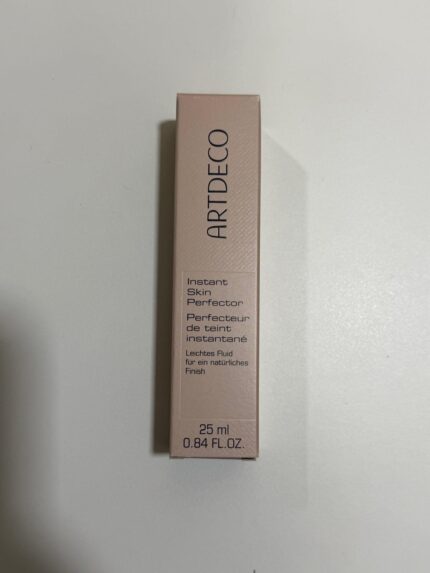 ARTDECO
Instant
Skin
Perfector
Perfecteur
de teint
instantané
Leichtes Fluid
für ein natürliches
Finish
25 ml
0.84 FL.OZ.